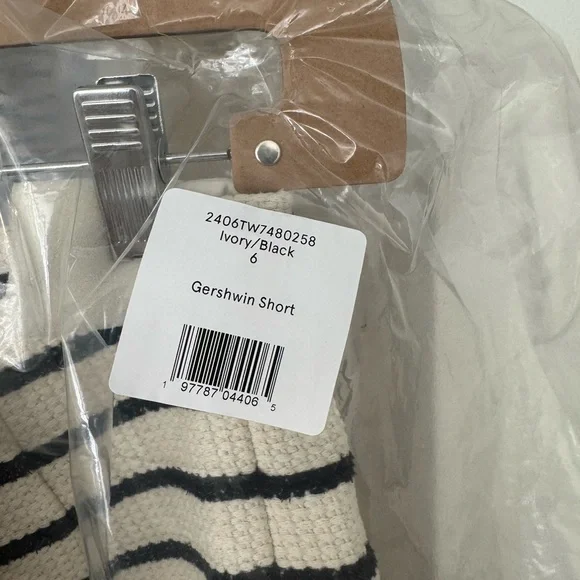 2406TW7480258
Ivory/Black
6
Gershwin Short
1 97787 04406 5